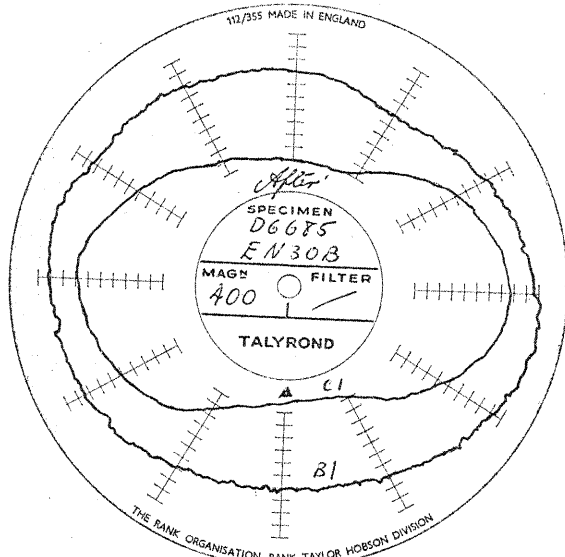 112/355 MADE IN ENGLAND
After
SPECIMEN
D6685
EN30B
MAGN FILTER
400
TALYROND
C1
B1
THE RANK ORGANISATION RANK TAYLOR HOBSON DIVISION